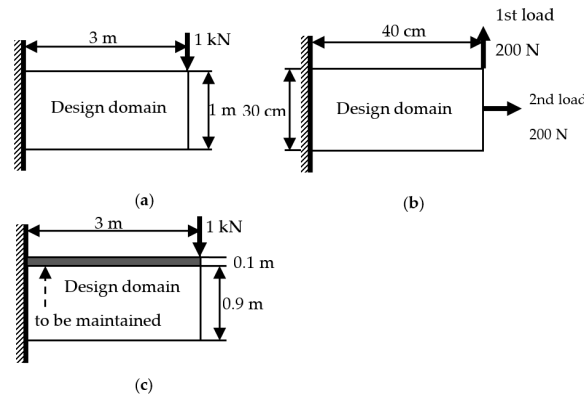 3 m
1 kN
Design domain
1 m
(a)
40 cm
1st load
200 N
30 cm
Design domain
2nd load
200 N
(b)
3 m
1 kN
0.1 m
Design domain
0.9 m
to be maintained
(c)